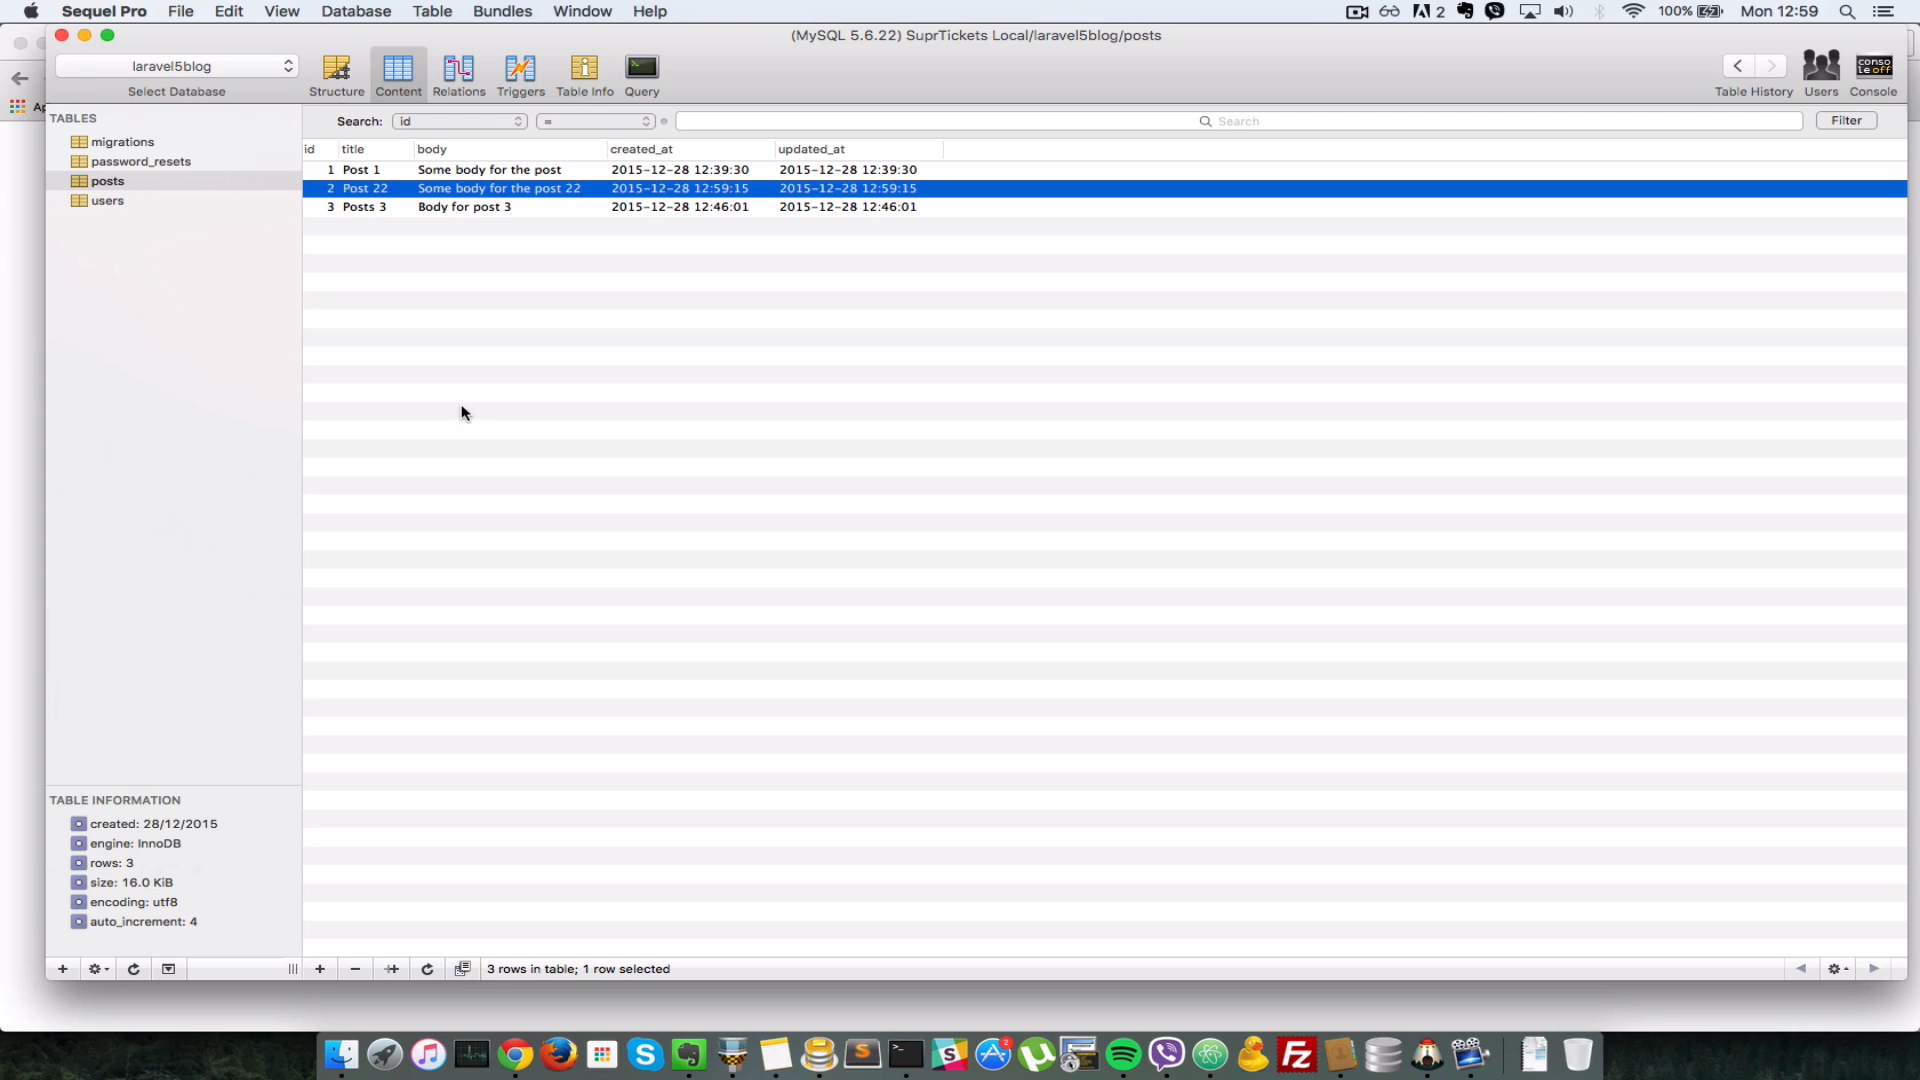 Sequel Pro File Edit View Database Table Bundles Window Help
2 100% Mon 12:59
(MySQL 5.6.22) SuprTickets Local/laravel5blog/posts
laravel5blog
Select Database
Structure Content Relations Triggers Table Info Query
conso
le off
Table History Users Console
Ap
TABLES
migrations
password_resets
posts
users
Search: id = Search Filter
id title body created_at updated_at
1 Post 1 Some body for the post 2015-12-28 12:39:30 2015-12-28 12:39:30
2 Post 22 Some body for the post 22 2015-12-28 12:59:15 2015-12-28 12:59:15
3 Posts 3 Body for post 3 2015-12-28 12:46:01 2015-12-28 12:46:01
TABLE INFORMATION
created: 28/12/2015
engine: InnoDB
rows: 3
size: 16.0 KiB
encoding: utf8
auto_increment: 4
3 rows in table; 1 row selected